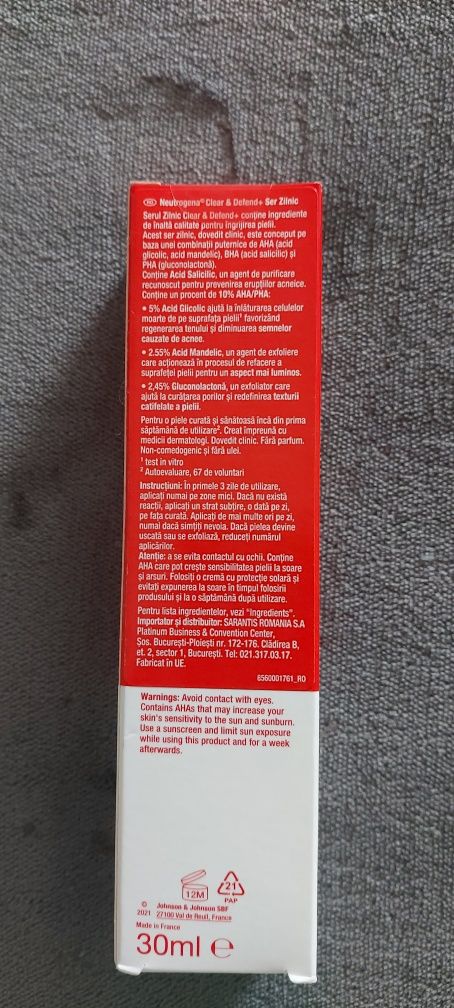 RO Neutrogena® Clear & Defend+ Ser Zilnic
Serul Zilnic Clear & Defend+ conține ingrediente
de înaltă calitate pentru îngrijirea pielii.
Acest ser zilnic, dovedit clinic, este conceput pe
baza unei combinații puternice de AHA (acid
glicolic, acid mandelic), BHA (acid salicilic) și
PHA (gluconolactonă).
Conține Acid Salicilic, un agent de purificare
recunoscut pentru prevenirea erupțiilor acneice.
Conține un procent de 10% AHA/PHA:
• 5% Acid Glicolic ajută la înlăturarea celulelor
moarte de pe suprafața pielii¹ favorizând
regenerarea tenului și diminuarea semnelor
cauzate de acnee.
• 2.55% Acid Mandelic, un agent de exfoliere
care acționează în procesul de refacere a
suprafeței pielii pentru un aspect mai luminos.
• 2,45% Gluconolactonă, un exfoliator care
ajută la curățarea porilor și redefinirea texturii
catifelate a pielii.
Pentru o piele curată și sănătoasă încă din prima
săptămână de utilizare². Creat împreună cu
medicii dermatologi. Dovedit clinic. Fără parfum.
Non-comedogenic și fără ulei.
¹ test in vitro
² Autoevaluare, 67 de voluntari
Instrucțiuni: În primele 3 zile de utilizare,
aplicați numai pe zone mici. Dacă nu există
reacții, aplicați un strat subțire, o dată pe zi,
pe fața curată. Aplicați de mai multe ori pe zi,
numai dacă simțiți nevoia. Dacă pielea devine
uscată sau se exfoliază, reduceți numărul
aplicărilor.
Atenție: a se evita contactul cu ochii. Conține
AHA care pot crește sensibilitatea pielii la soare
și arsuri. Folosiți o cremă cu protecție solară și
evitați expunerea la soare în timpul folosirii
produsului și la o săptămână după utilizare.
Pentru lista ingredientelor, vezi "Ingredients".
Importator și distribuitor: SARANTIS ROMANIA S.A
Platinum Business & Convention Center,
Șos. București-Ploiești nr. 172-176. Clădirea B,
et. 2, sector 1, București. Tel: 021.317.03.17.
Fabricat în UE.
6560001761_RO
Warnings: Avoid contact with eyes.
Contains AHAs that may increase your
skin's sensitivity to the sun and sunburn.
Use a sunscreen and limit sun exposure
while using this product and for a week
afterwards.
12M
21
PAP
© Johnson & Johnson SBF
2021 27100 Val de Reuil, France
Made in France
30ml e